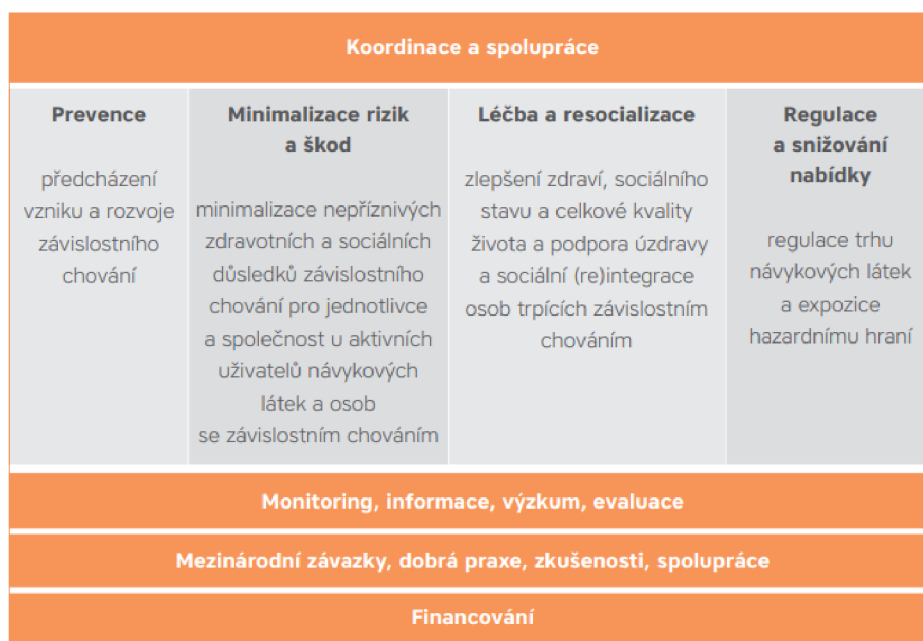 Koordinace a spolupráce
Prevence
předcházení
vzniku a rozvoje
závislostního
chování
Minimalizace rizik
a škod
minimalizace nepříznivých
zdravotních a sociálních
důsledků závislostního
chování pro jednotlivce
a společnost u aktivních
uživatelů návykových
látek a osob
se závislostním chováním
Léčba a resocializace
zlepšení zdraví, sociálního
stavu a celkové kvality
života a podpora úzdravy
a sociální (re)integrace
osob trpících závislostním
chováním
Regulace
a snižování
nabídky
regulace trhu
návykových látek
a expozice
hazardnímu hraní
Monitoring, informace, výzkum, evaluace
Mezinárodní závazky, dobrá praxe, zkušenosti, spolupráce
Financování